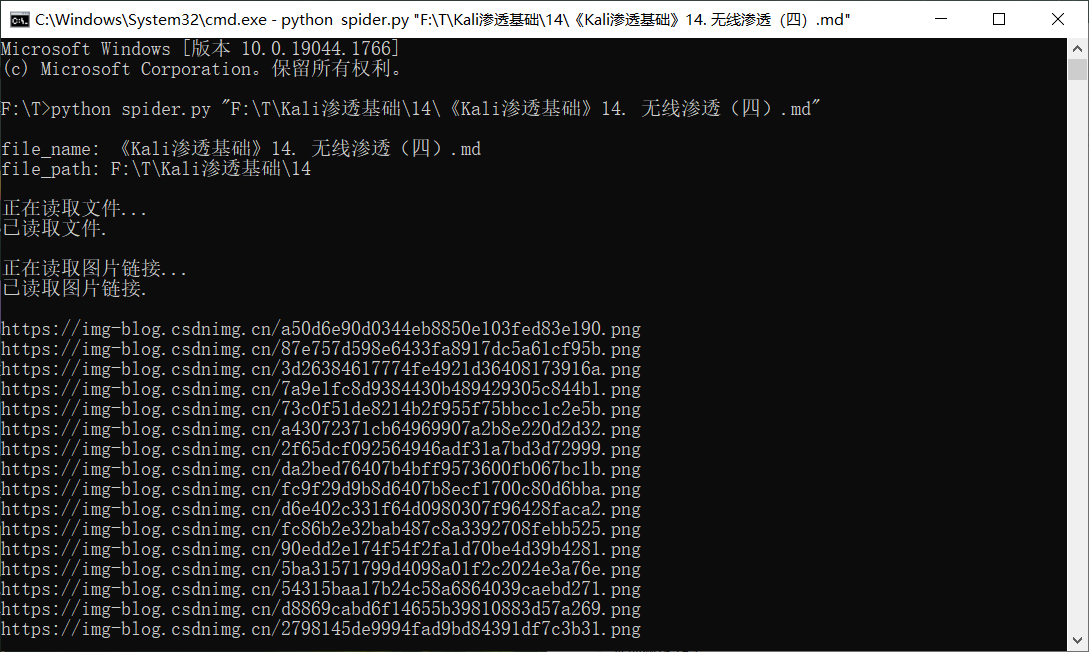 C:\Windows\System32\cmd.exe - python  spider.py "F:\T\Kali渗透基础\14\《Kali渗透基础》14. 无线渗透（四）.md"
Microsoft Windows [版本 10.0.19044.1766]
(c) Microsoft Corporation。保留所有权利。
F:\T>python spider.py "F:\T\Kali渗透基础\14\《Kali渗透基础》14. 无线渗透（四）.md"
file_name: 《Kali渗透基础》14. 无线渗透（四）.md
file_path: F:\T\Kali渗透基础\14
正在读取文件...
已读取文件.
正在读取图片链接...
已读取图片链接.
https://img-blog.csdnimg.cn/a50d6e90d0344eb8850e103fed83e190.png
https://img-blog.csdnimg.cn/87e757d598e6433fa8917dc5a61cf95b.png
https://img-blog.csdnimg.cn/3d26384617774fe4921d36408173916a.png
https://img-blog.csdnimg.cn/7a9e1fc8d9384430b489429305c844b1.png
https://img-blog.csdnimg.cn/73c0f51de8214b2f955f75bbcc1c2e5b.png
https://img-blog.csdnimg.cn/a43072371cb64969907a2b8e220d2d32.png
https://img-blog.csdnimg.cn/2f65dcf092564946adf31a7bd3d72999.png
https://img-blog.csdnimg.cn/da2bed76407b4bff9573600fb067bc1b.png
https://img-blog.csdnimg.cn/fc9f29d9b8d6407b8ecf1700c80d6bba.png
https://img-blog.csdnimg.cn/d6e402c331f64d0980307f96428faca2.png
https://img-blog.csdnimg.cn/fc86b2e32bab487c8a3392708febb525.png
https://img-blog.csdnimg.cn/90edd2e174f54f2fa1d70be4d39b4281.png
https://img-blog.csdnimg.cn/5ba31571799d4098a01f2c2024e3a76e.png
https://img-blog.csdnimg.cn/54315baa17b24c58a6864039caebd271.png
https://img-blog.csdnimg.cn/d8869cabd6f14655b39810883d57a269.png
https://img-blog.csdnimg.cn/2798145de9994fad9bd84391df7c3b31.png